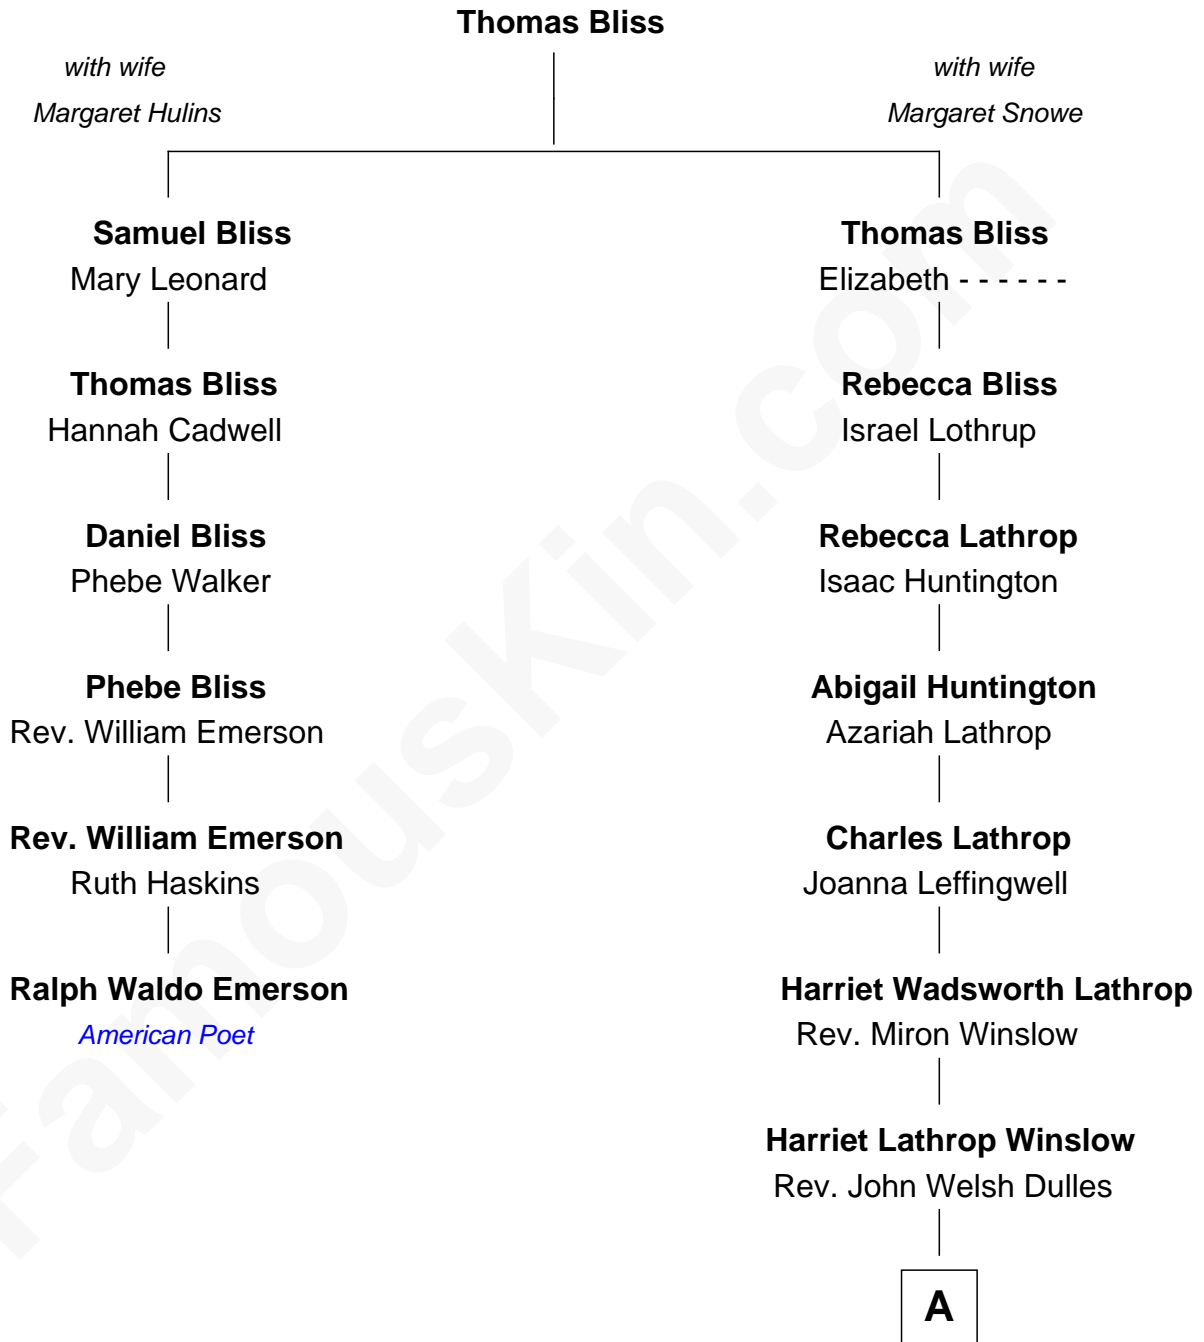 Thomas Bliss
with wife
Margaret Hulins
with wife
Margaret Snowe
Samuel Bliss
Mary Leonard
Thomas Bliss
Elizabeth - - - - - -
Thomas Bliss
Hannah Cadwell
Rebecca Bliss
Israel Lothrup
Daniel Bliss
Phebe Walker
Rebecca Lathrop
Isaac Huntington
Phebe Bliss
Rev. William Emerson
Abigail Huntington
Azariah Lathrop
Rev. William Emerson
Ruth Haskins
Charles Lathrop
Joanna Leffingwell
Ralph Waldo Emerson
American Poet
Harriet Wadsworth Lathrop
Rev. Miron Winslow
Harriet Lathrop Winslow
Rev. John Welsh Dulles
A
FamousKin.com